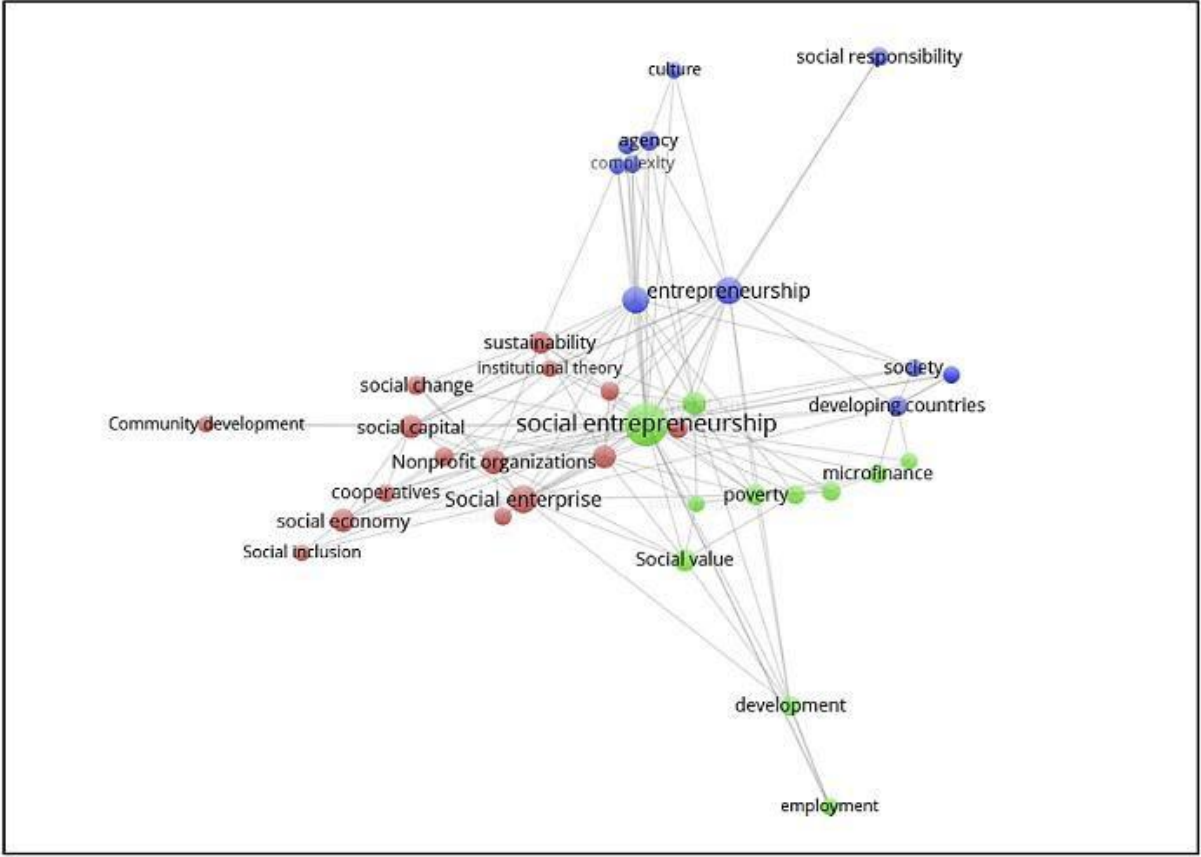 social responsibility
culture
agency
complexity
entrepreneurship
sustainability
institutional theory
society
social change
developing countries
Community development
social capital
social entrepreneurship
Nonprofit organizations
microfinance
cooperatives
Social enterprise
poverty
social economy
Social inclusion
Social value
development
employment